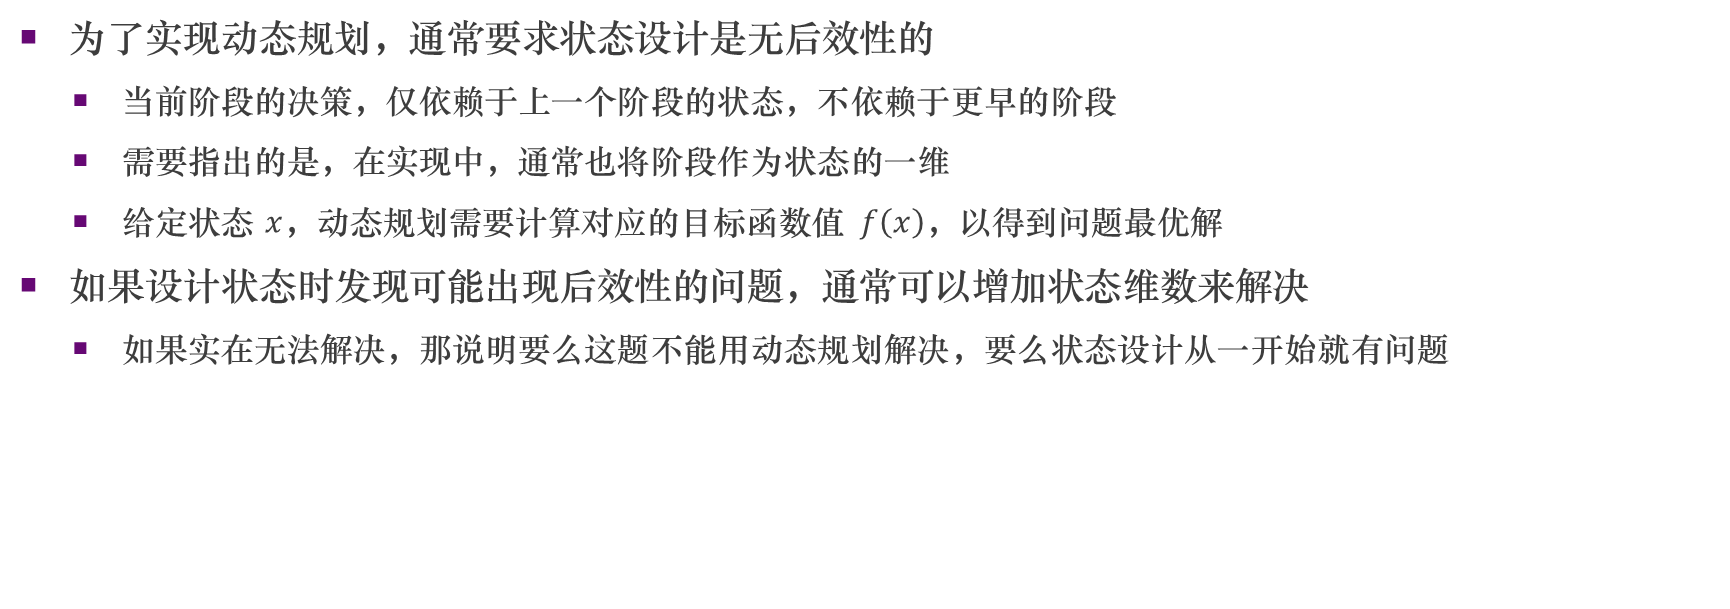 为了实现动态规划，通常要求状态设计是无后效性的
当前阶段的决策，仅依赖于上一个阶段的状态，不依赖于更早的阶段
需要指出的是，在实现中，通常也将阶段作为状态的一维
给定状态 x，动态规划需要计算对应的目标函数值 f(x)，以得到问题最优解
如果设计状态时发现可能出现后效性的问题，通常可以增加状态维数来解决
如果实在无法解决，那说明要么这题不能用动态规划解决，要么状态设计从一开始就有问题